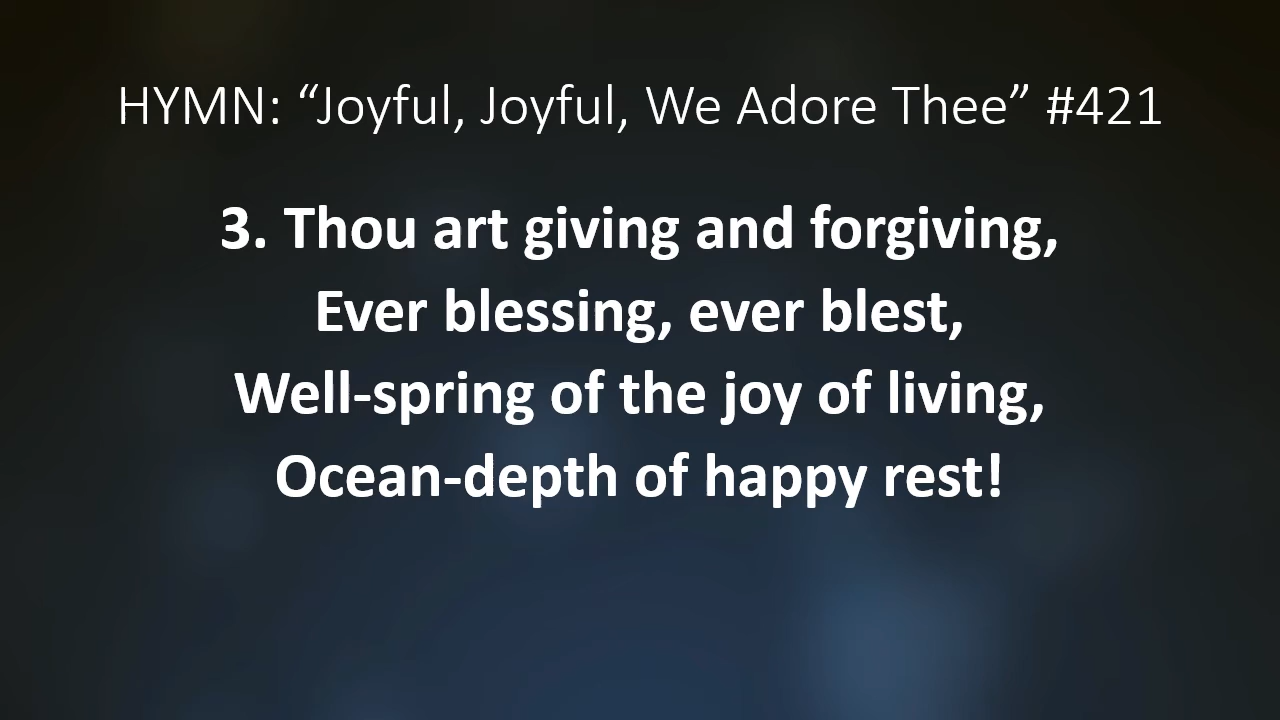 HYMN: “Joyful, Joyful, We Adore Thee” #421
3. Thou art giving and forgiving,
Ever blessing, ever blest,
Well-spring of the joy of living,
Ocean-depth of happy rest!